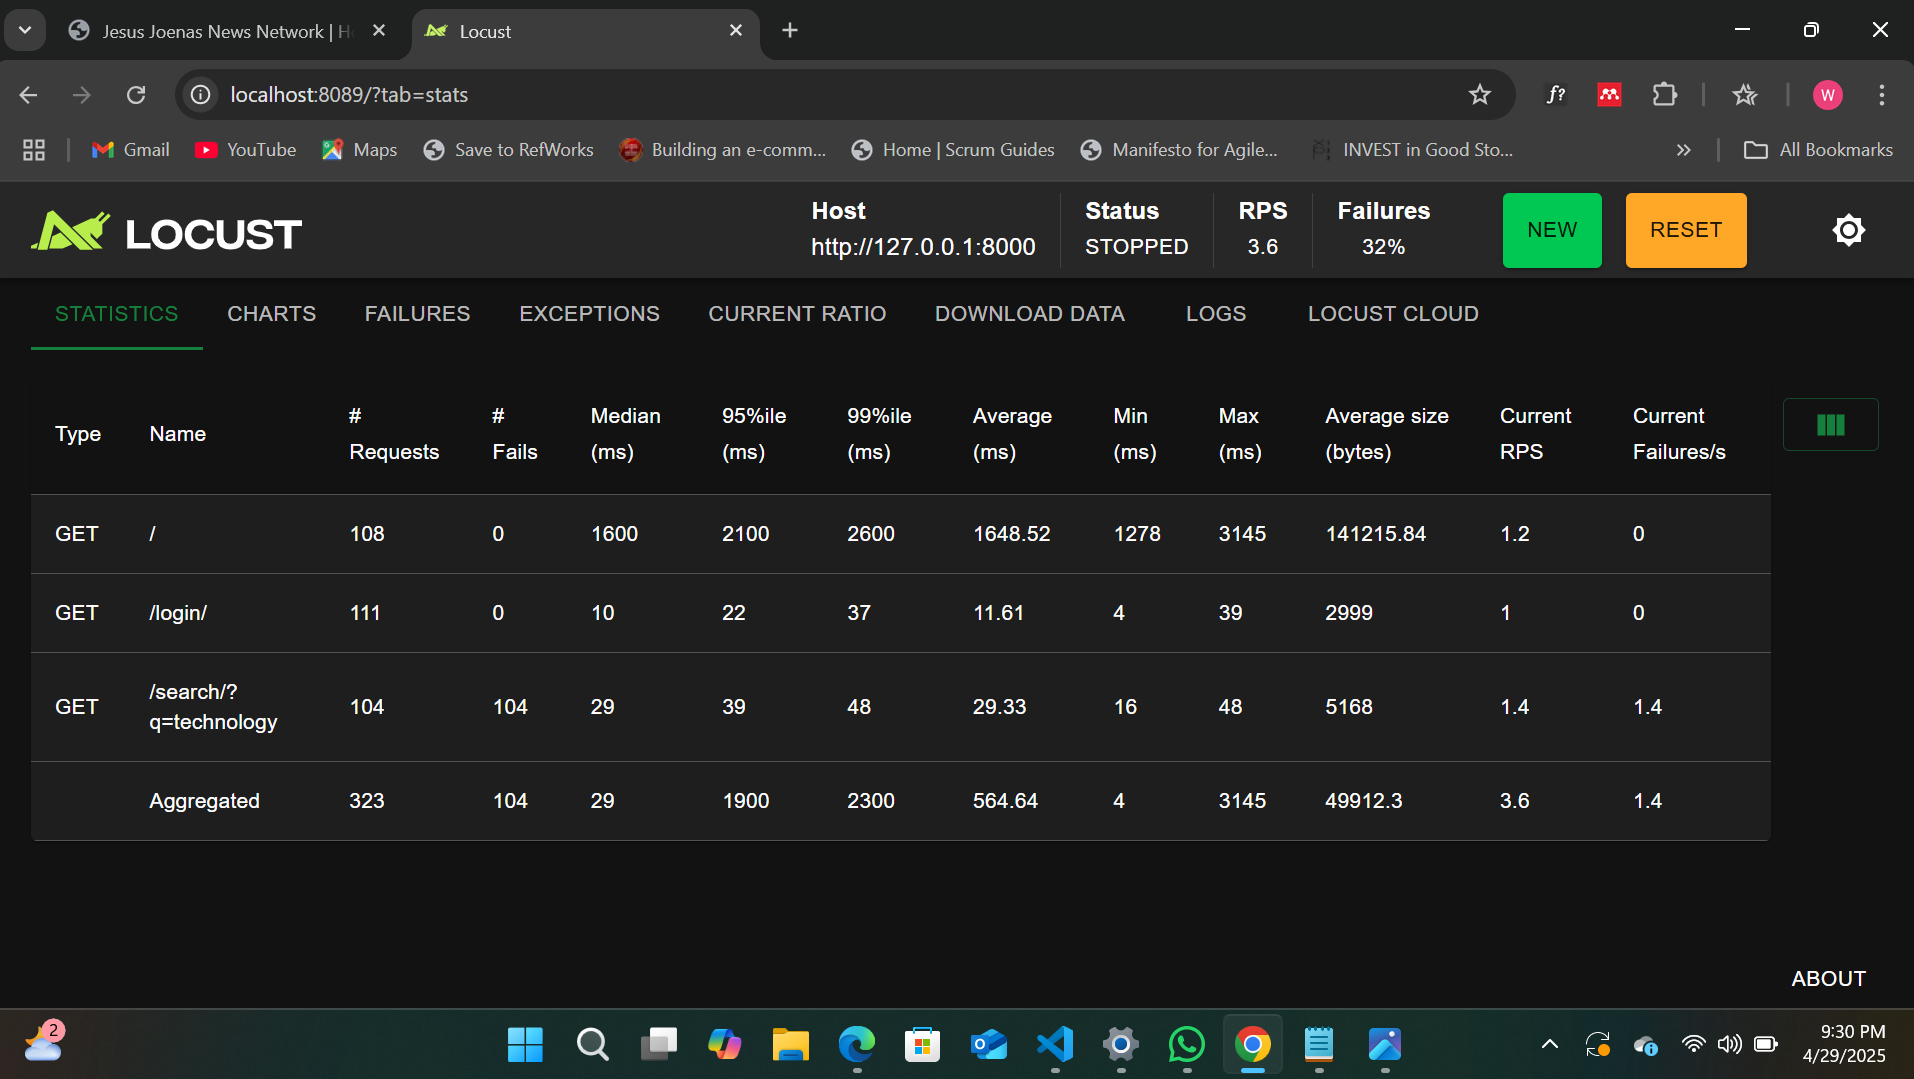 Jesus Joenas News Network | H
Locust
localhost:8089/?tab=stats
f?
W
Gmail
YouTube
Maps
Save to RefWorks
Building an e-comm...
Home | Scrum Guides
Manifesto for Agile...
INVEST in Good Sto...
All Bookmarks
LOCUST
Host
http://127.0.0.1:8000
Status
STOPPED
RPS
3.6
Failures
32%
NEW
RESET
STATISTICS CHARTS FAILURES EXCEPTIONS CURRENT RATIO DOWNLOAD DATA LOGS LOCUST CLOUD
Type Name # Requests # Fails Median (ms) 95%ile (ms) 99%ile (ms) Average (ms) Min (ms) Max (ms) Average size (bytes) Current RPS Current Failures/s
GET / 108 0 1600 2100 2600 1648.52 1278 3145 141215.84 1.2 0
GET /login/ 111 0 10 22 37 11.61 4 39 2999 1 0
GET /search/?q=technology 104 104 29 39 48 29.33 16 48 5168 1.4 1.4
Aggregated 323 104 29 1900 2300 564.64 4 3145 49912.3 3.6 1.4
ABOUT
2
9:30 PM
4/29/2025